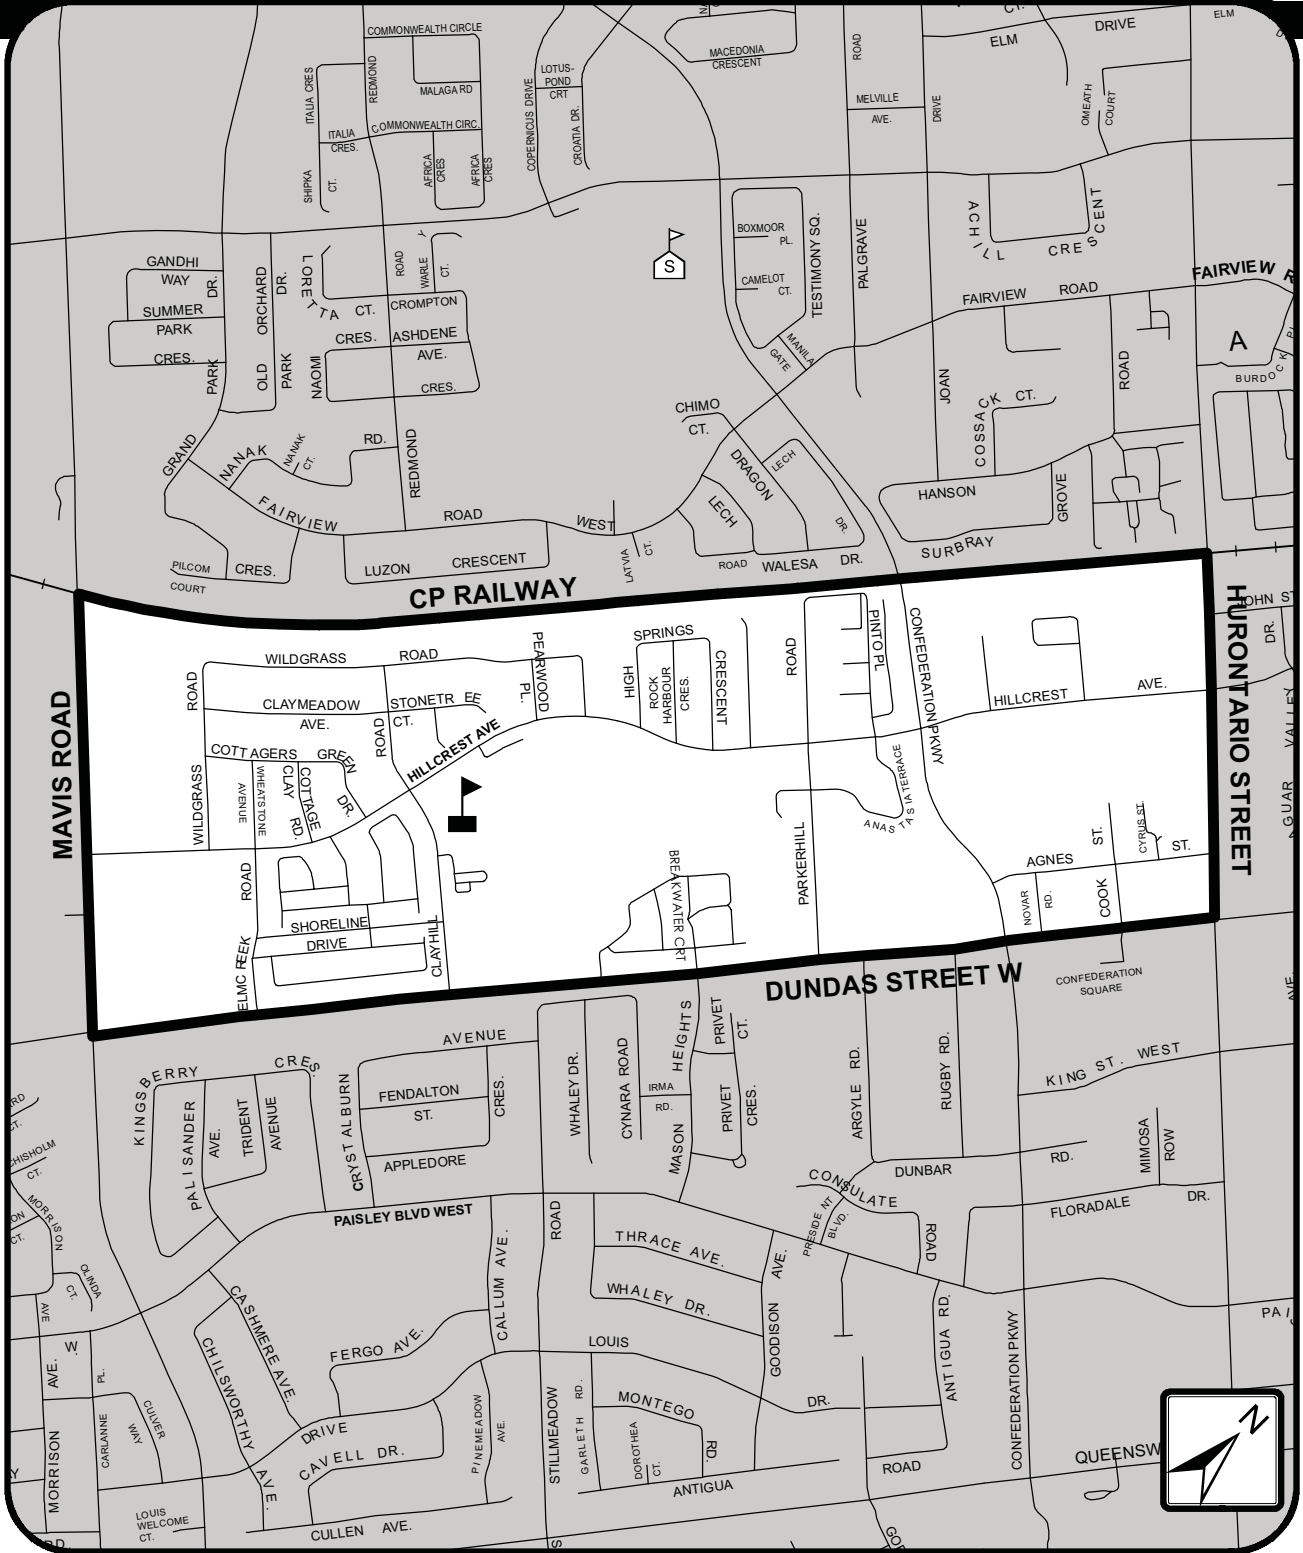 COMMONWEALTH CIRCLE
REDMOND
ITALIA CRES
MALAGA RD
COMMONWEALTH CIRC.
ITALIA
CRES.
SHIPKA
CT.
AFRICA
CRES
AFRICA
CRES
COPERNICUS DRIVE
LOTUS-
POND
CRT
CROATIA DR.
MACEDONIA
CRESCENT
ROAD
MELVILLE
AVE.
DRIVE
CT.
ELM
DRIVE
ELM
OMEATH
COURT
ACHILL
CRESCENT
GANDHI
WAY
SUMMER
PARK
CRES.
DR.
PARK
OLD
ORCHARD
DR.
PARK
LORETTA
CT.
ROAD
WARLEY
CT.
CROMPTON
CRES.
ASHDENE
AVE.
NAOMI
CRES.
S
BOXMOOR
PL.
CAMELOT
CT.
TESTIMONY SQ.
PALGRAVE
MANILA
GATE
FAIRVIEW
ROAD
FAIRVIEW R
A
BURDOCK
PL
JOAN
COSSACK
CT.
ROAD
GRAND
NANAK
NANAK
CT.
RD.
REDMOND
FAIRVIEW
ROAD
WEST
PILCOM
COURT
CRES.
LUZON
CRESCENT
CHIMO
CT.
DRAGON
LECH
LECH
DR.
LATVIA
CT.
ROAD
WALESA
DR.
HANSON
GROVE
SURBRAY
CP RAILWAY
HURONTARIO STREET
JOHN ST
DR.
MAVIS ROAD
WILDGRASS
ROAD
ROAD
CLAYMEADOW
AVE.
STONETREE
CT.
ROAD
PEARWOOD
PL.
COTTAGERS GREEN
HILLCREST AVE
WILDGRASS
AVENUE
WHEATSTONE
CLAY
RD.
COTTAGE
DR.
SPRINGS
HIGH
ROCK
HARBOUR
CRES.
CRESCENT
ROAD
PINTO PL
CONFEDERATION PKWY
HILLCREST
AVE.
ANASTASIA TERRACE
PARKERHILL
BREAKWATER CRT
ROAD
SHORELINE
DRIVE
ELMCREEK
CLAYHILL
AGNES
ST.
CYRUS ST.
ST.
NOVAR
RD.
COOK
AGUAR
VALLEY
DUNDAS STREET W
CONFEDERATION
SQUARE
AVE.
AVENUE
KINGSBERRY
CRES.
PALISANDER
AVE.
TRIDENT
AVENUE
CRYSTALBURN
FENDALTON
ST.
CRES.
APPLEDORE
PAISLEY BLVD WEST
WHALEY DR.
CYNARA ROAD
HEIGHTS
IRMA
RD.
MASON
PRIVET
CT.
PRIVET
CRES.
ARGYLE RD.
RUGBY RD.
KING ST. WEST
DUNBAR
RD.
MIMOSA
ROW
CONSULATE
PRESIDENT
BLVD.
ROAD
FLORADALE
DR.
CHISHOLM
CT.
MORRISON
OLINDA
CT.
AVE
W.
AVE.
PL.
CARLANNE
CULVER
WAY
MORRISON
LOUIS
WELCOME
CT.
CASHMERE AVE.
CHILSWORTHY
AVE.
FERGO AVE.
DRIVE
CAVELL DR.
CULLEN AVE.
CALLUM AVE.
ROAD
PINEMEADOW
AVE.
STILLMEADOW
THRACE AVE.
WHALEY DR.
LOUIS
GARLETH RD.
MONTEGO
RD.
DOROTHEA
CT.
ANTIGUA
AVE.
GOODISON
DR.
ANTIGUA RD.
ROAD
CONFEDERATION PKWY
PAI
QUEENSW
N